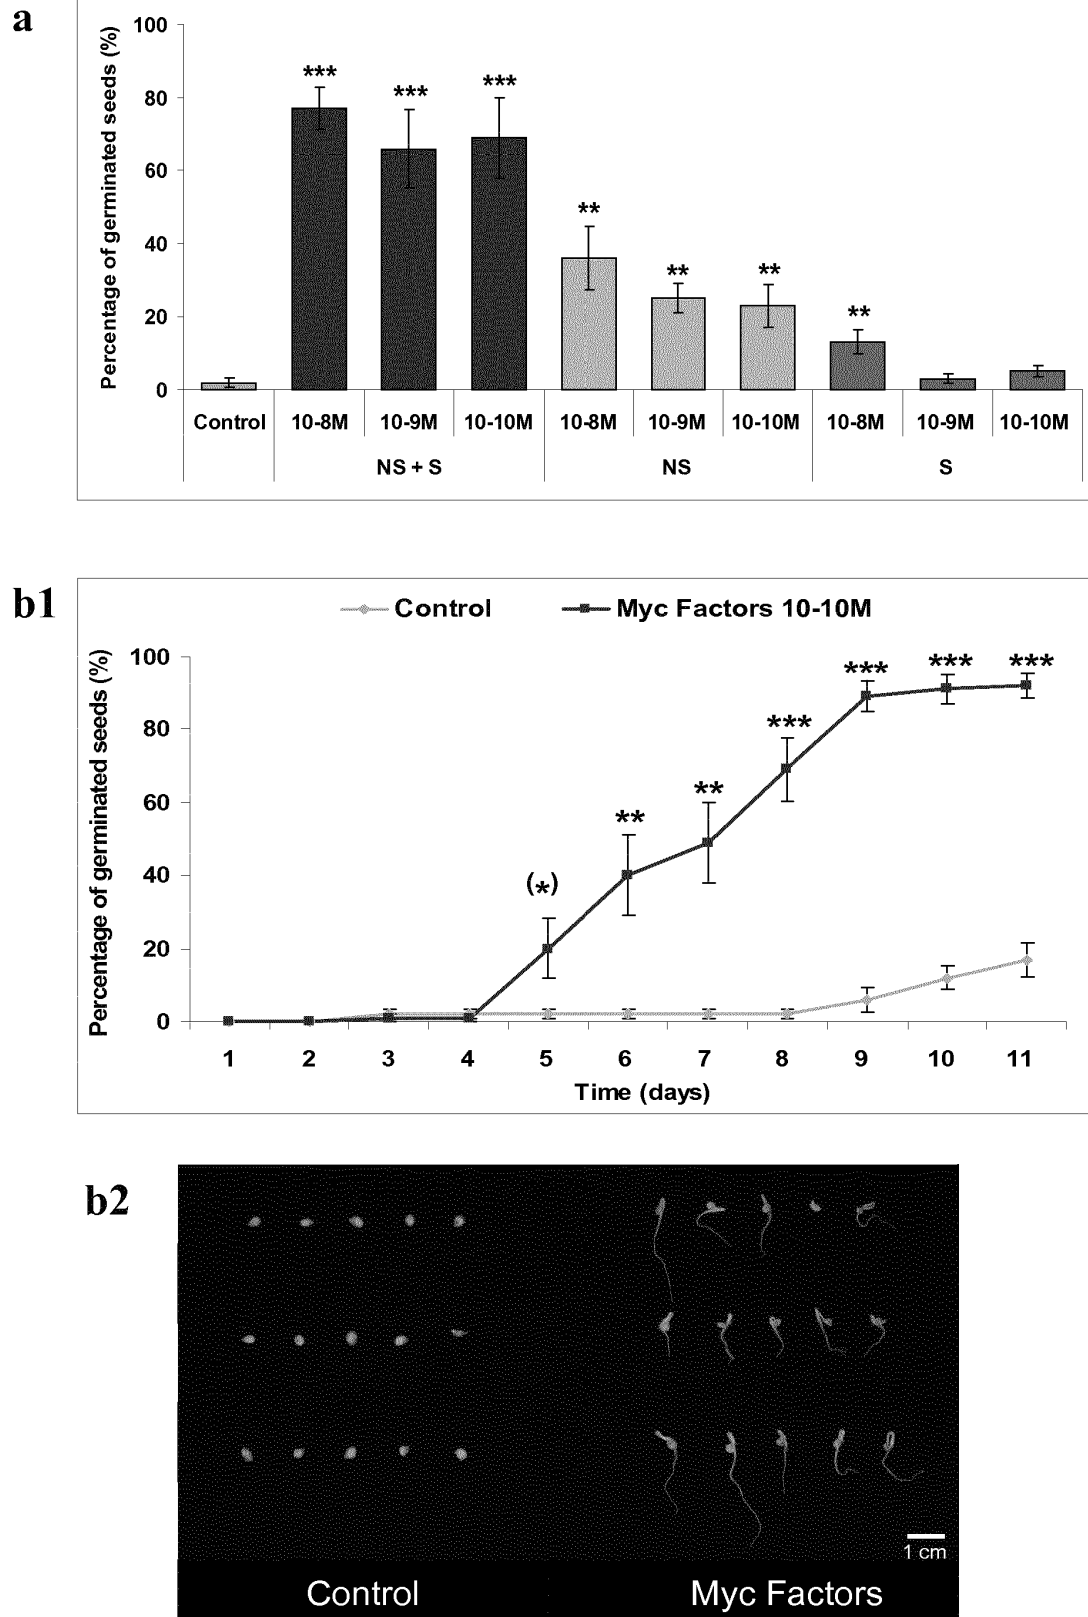 a
Percentage of germinated seeds (%)
100
80
60
40
20
0
***
***
***
**
**
**
**
Control
10-8M
10-9M
10-10M
10-8M
10-9M
10-10M
10-8M
10-9M
10-10M
NS + S
NS
S
b1
Control
Myc Factors 10-10M
Percentage of germinated seeds (%)
100
80
60
40
20
0
(*)
**
**
***
***
***
***
1 2 3 4 5 6 7 8 9 10 11
Time (days)
b2
1 cm
Control
Myc Factors